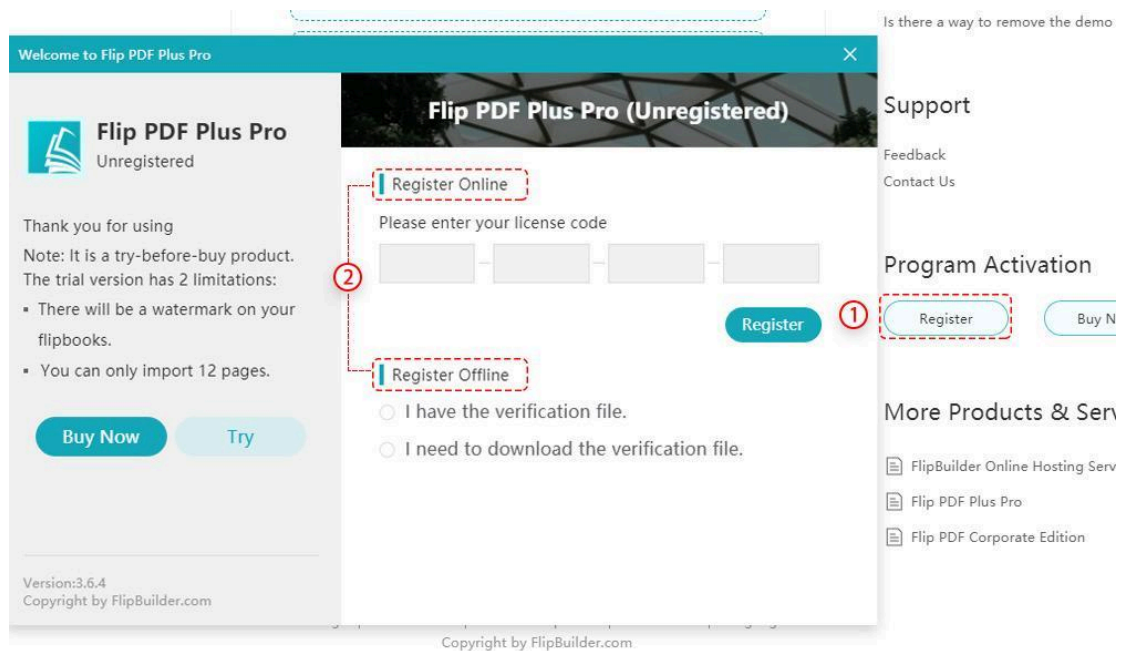 Is there a way to remove the demo
Welcome to Flip PDF Plus Pro
Flip PDF Plus Pro (Unregistered)
Flip PDF Plus Pro
Unregistered
Thank you for using
Note: It is a try-before-buy product.
The trial version has 2 limitations:
▪ There will be a watermark on your
flipbooks.
▪ You can only import 12 pages.
Buy Now
Try
Version:3.6.4
Copyright by FlipBuilder.com
Register Online
Please enter your license code
2
Register
Register Offline
I have the verification file.
I need to download the verification file.
Support
Feedback
Contact Us
Program Activation
1
Register
Buy N
More Products & Serv
FlipBuilder Online Hosting Serv
Flip PDF Plus Pro
Flip PDF Corporate Edition
Copyright by FlipBuilder.com